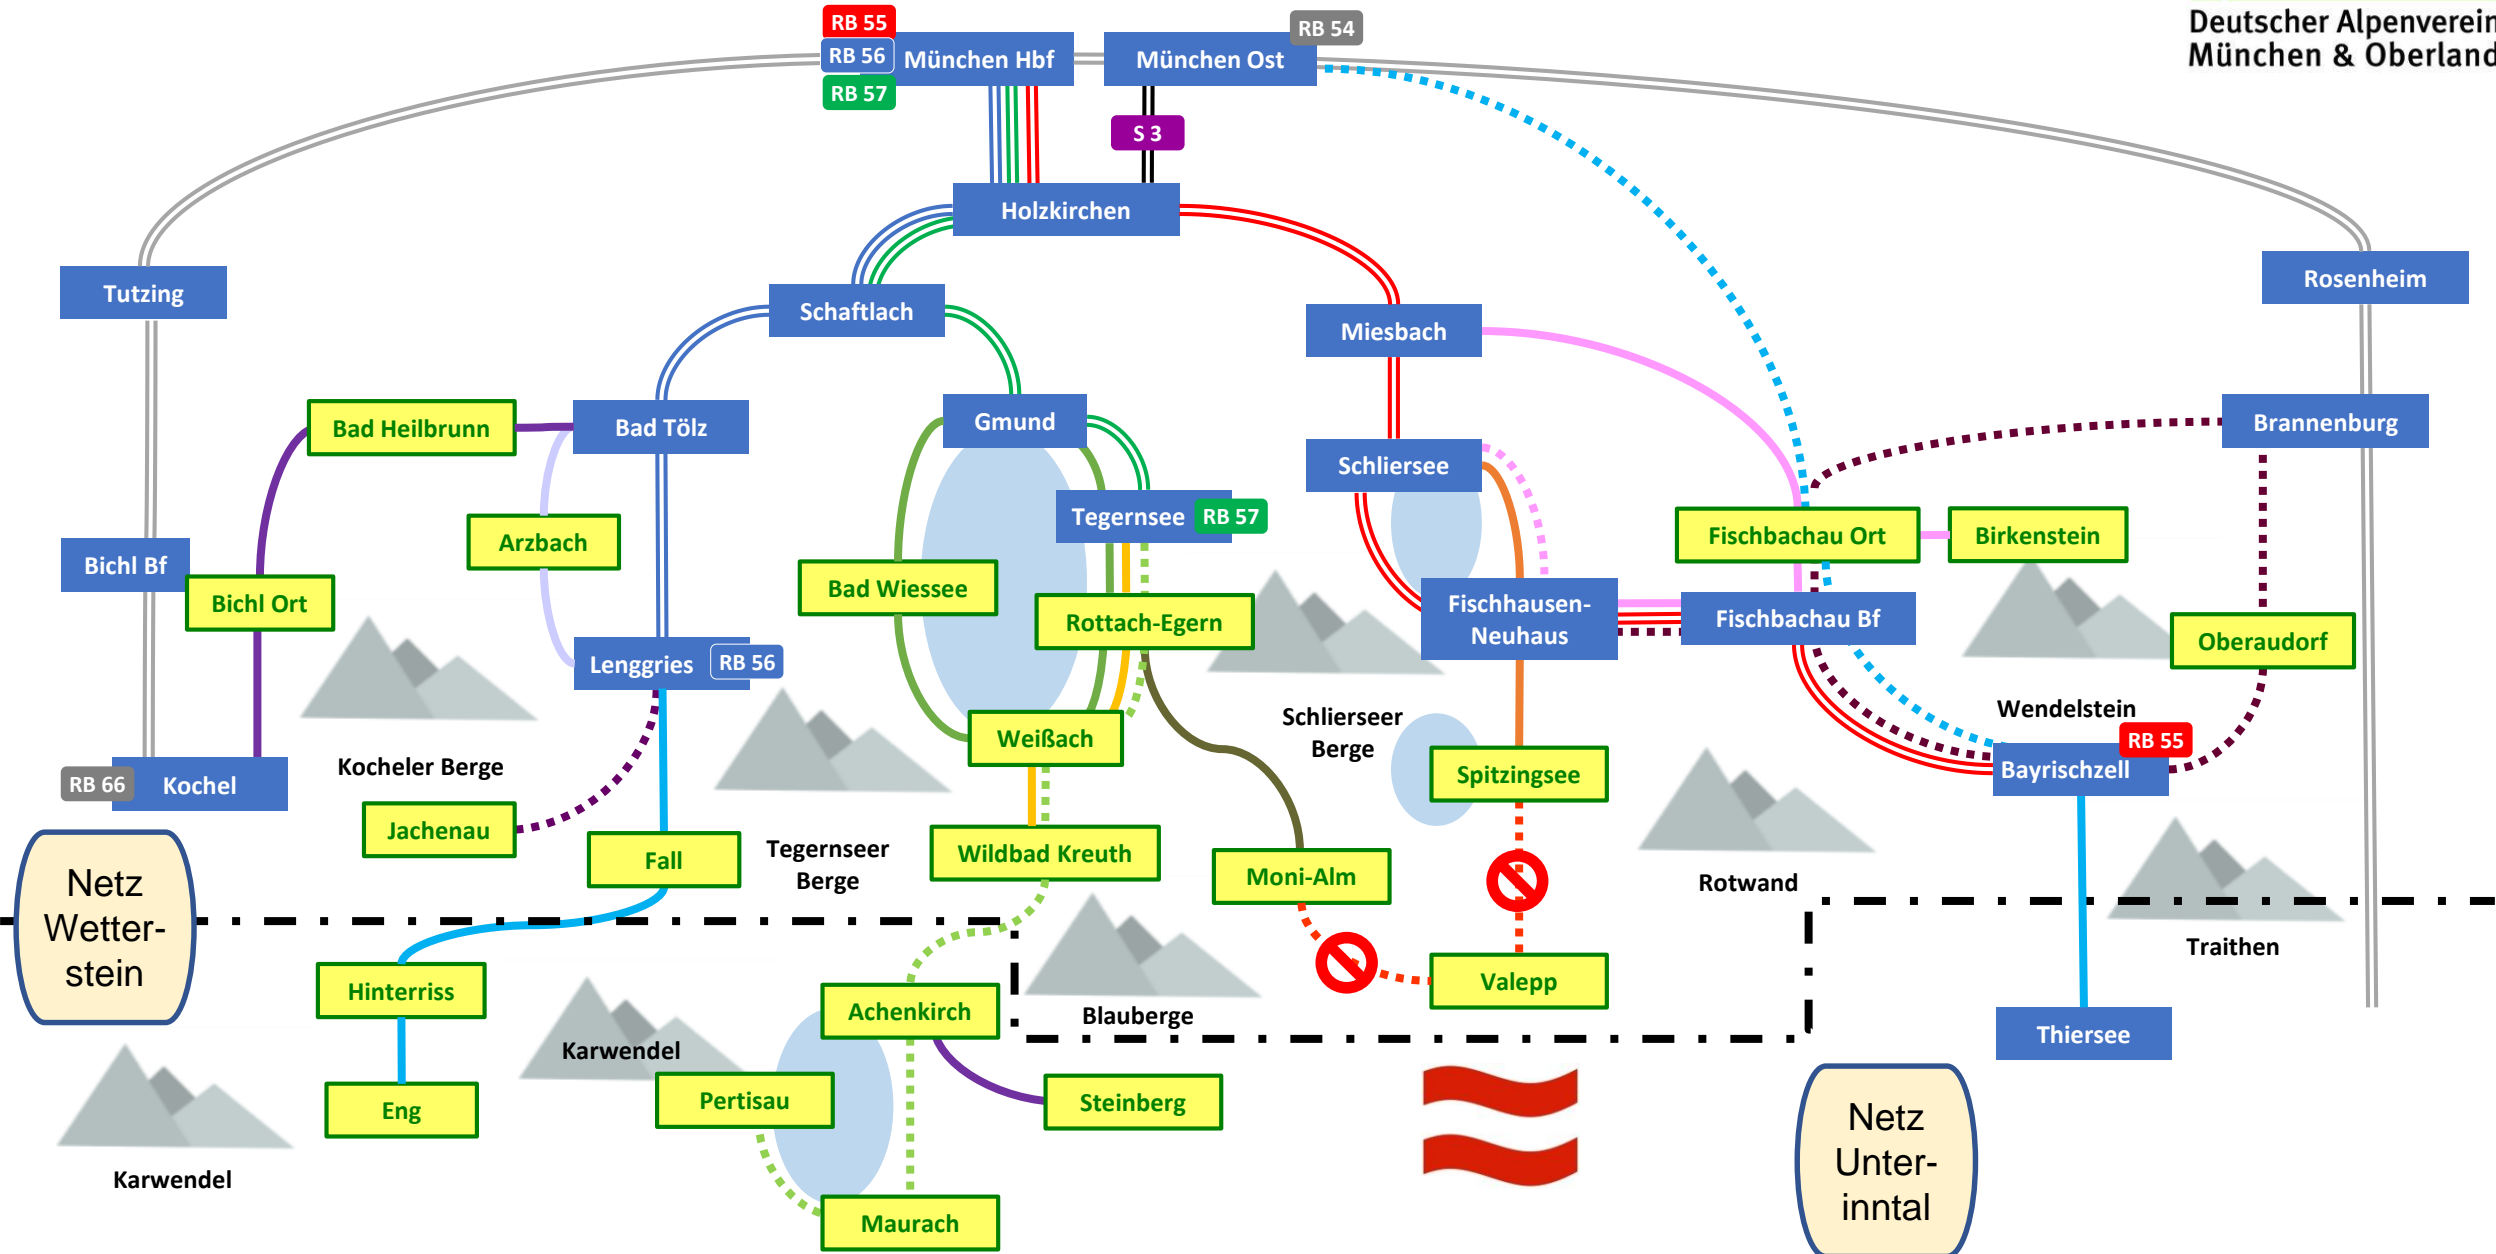 Deutscher Alpenverein
München & Oberland
RB 55
RB 56
RB 57
München Hbf
München Ost
RB 54
S 3
Holzkirchen
Tutzing
Schaftlach
Miesbach
Rosenheim
Bad Heilbrunn
Bad Tölz
Gmund
Schliersee
Brannenburg
Arzbach
Tegernsee
RB 57
Fischbachau Ort
Birkenstein
Bichl Bf
Bichl Ort
Bad Wiessee
Rottach-Egern
Fischhausen-
Neuhaus
Fischbachau Bf
Oberaudorf
Lenggries
RB 56
Weißach
Schlierseer
Berge
Wendelstein
RB 55
Bayrischzell
Spitzingsee
Kocheler Berge
RB 66
Kochel
Jachenau
Fall
Tegernseer
Berge
Wildbad Kreuth
Moni-Alm
Rotwand
Netz
Wetter-
stein
Hinterriss
Achenkirch
Blauberge
Valepp
Traithen
Thiersee
Karwendel
Eng
Pertisau
Steinberg
Karwendel
Maurach
Netz
Unter-
inntal